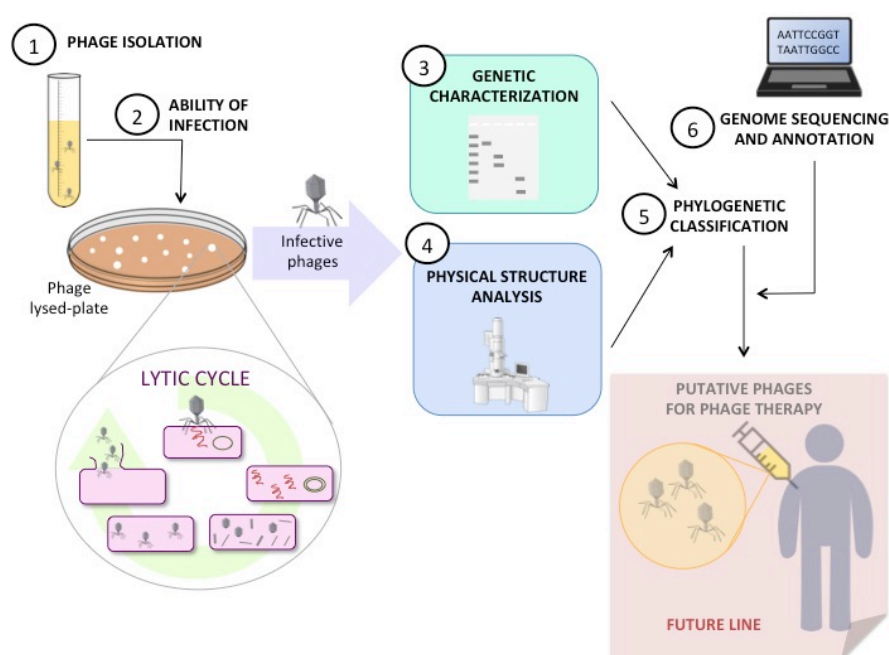 1
PHAGE ISOLATION
2
ABILITY OF
INFECTION
Phage
lysed-plate
Infective
phages
LYTIC CYCLE
3
GENETIC
CHARACTERIZATION
4
PHYSICAL STRUCTURE
ANALYSIS
AATTCCGGT
TAATTGGCC
6
GENOME SEQUENCING
AND ANNOTATION
5
PHYLOGENETIC
CLASSIFICATION
PUTATIVE PHAGES
FOR PHAGE THERAPY
FUTURE LINE